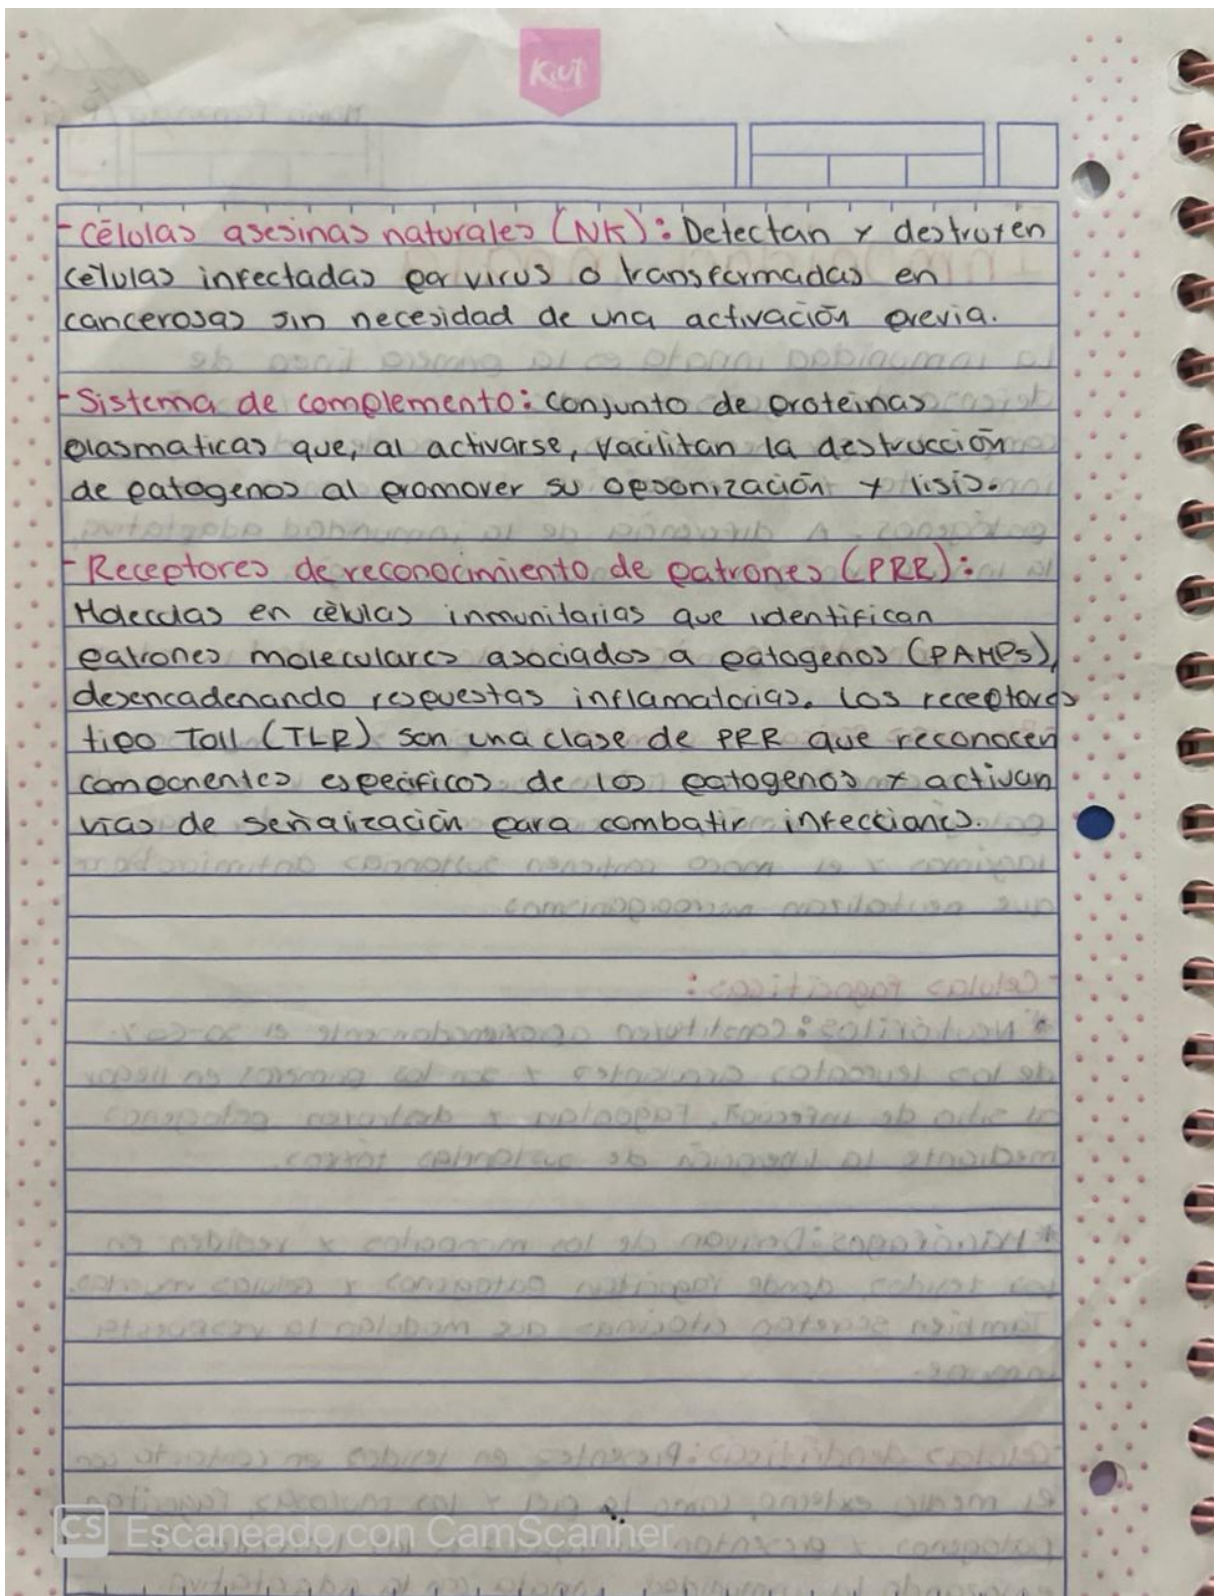 Kiut
- Células asesinas naturales (NK): Detectan y destruyen
células infectadas por virus o transformadas en
cancerosas sin necesidad de una activación previa.
- Sistema de complemento: Conjunto de proteinas
plasmaticas que, al activarse, facilitan la destrucción
de patogenos al promover su opsonización y lisis.
- Receptores de reconocimiento de patrones (PRR):
Moleculas en células inmunitarias que identifican
patrones moleculares asociados a patogenos (PAMPs),
desencadenando respuestas inflamatorias. Los receptores
tipo Toll (TLR) son una clase de PRR que reconocen
componentes específicos de los patogenos y activan
vías de señalización para combatir infecciones.
CS Escaneado con CamScanner